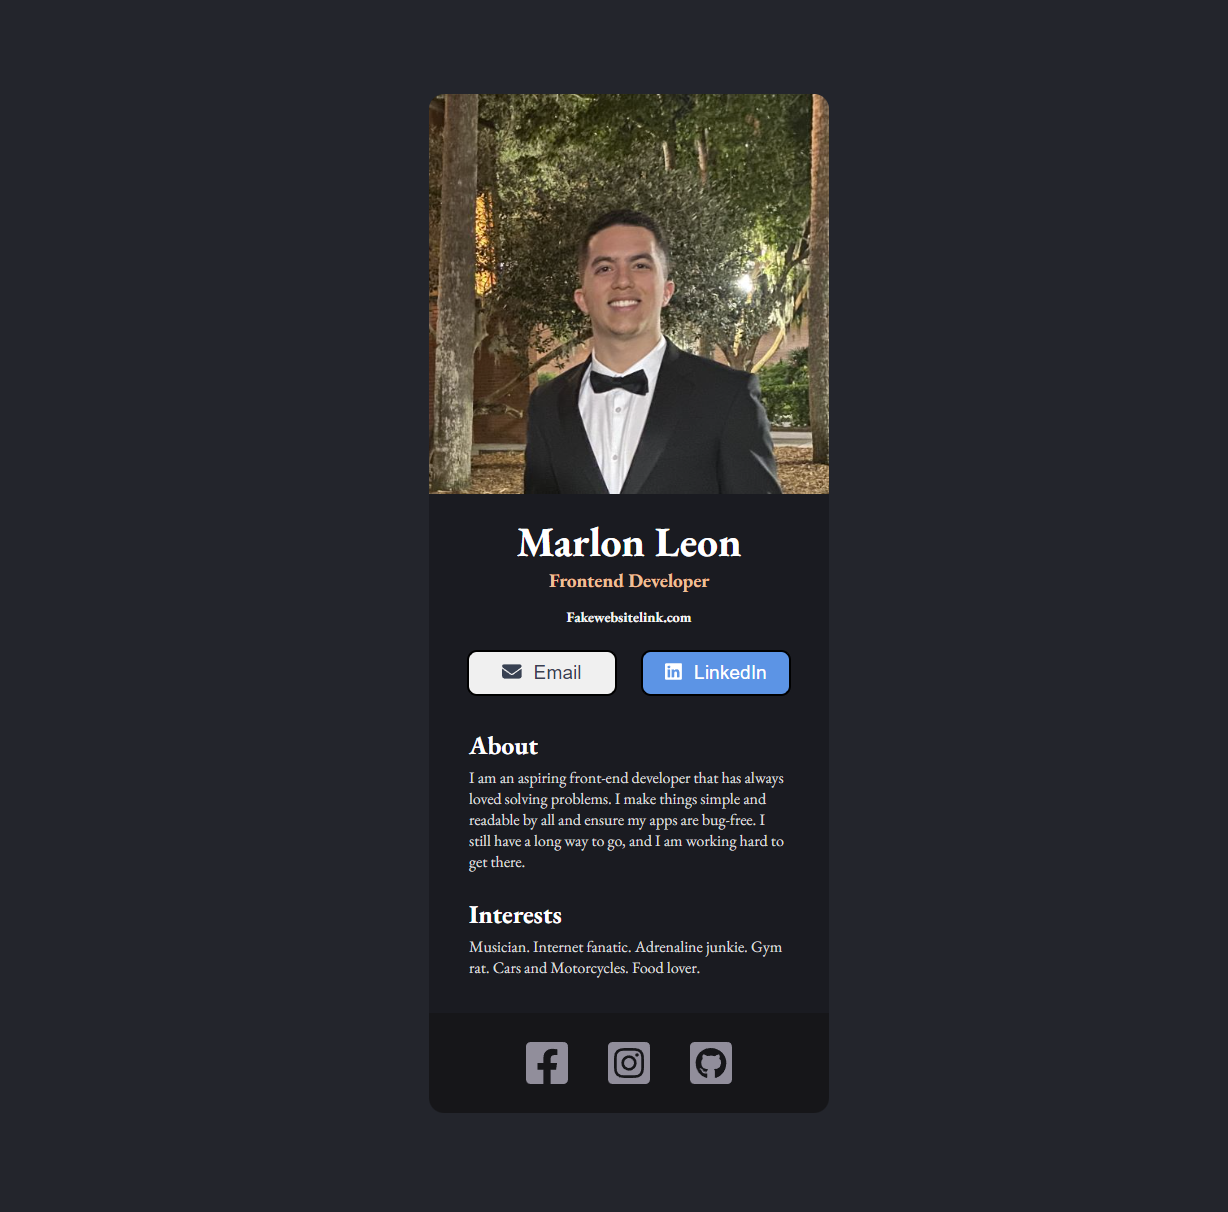 Marlon Leon
Frontend Developer
Fakewebsitelink.com
Email
LinkedIn
About
I am an aspiring front-end developer that has always
loved solving problems. I make things simple and
readable by all and ensure my apps are bug-free. I
still have a long way to go, and I am working hard to
get there.
Interests
Musician. Internet fanatic. Adrenaline junkie. Gym
rat. Cars and Motorcycles. Food lover.